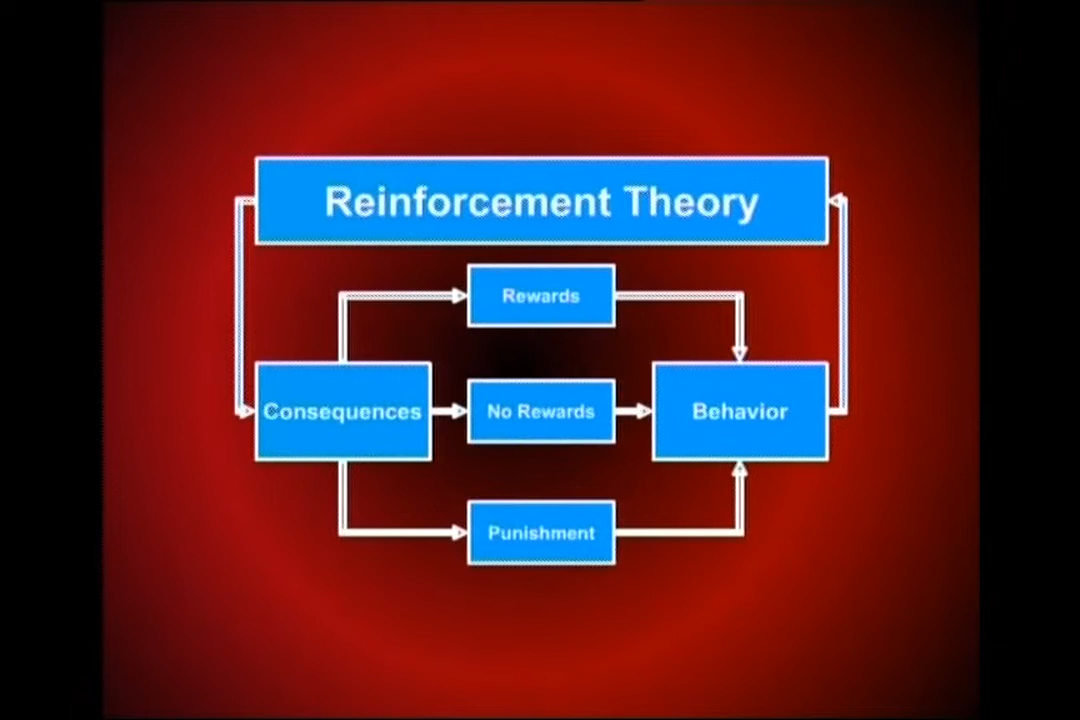 Reinforcement Theory
Rewards
Consequences
No Rewards
Behavior
Punishment